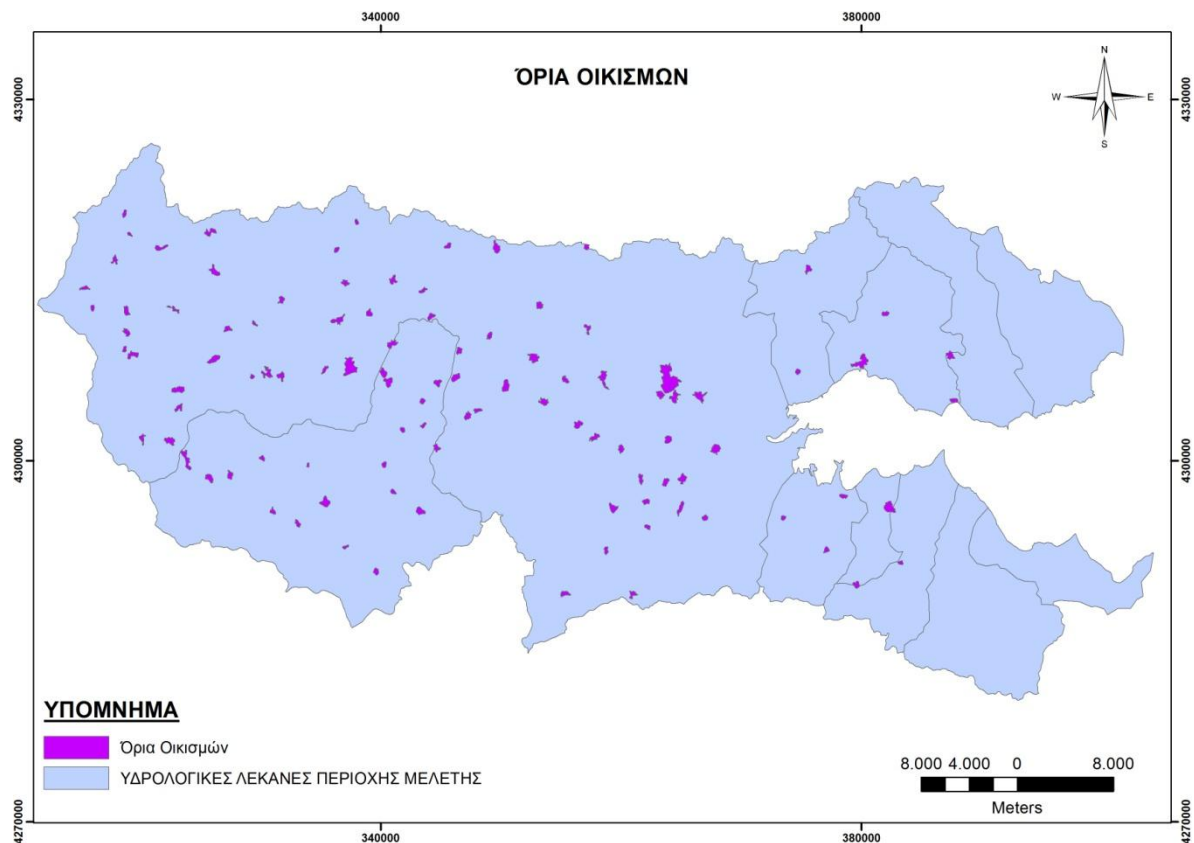 340000 380000
ΌΡΙΑ ΟΙΚΙΣΜΩΝ
N
W E
S
4330000 4330000
4300000 4300000
ΥΠΟΜΝΗΜΑ
Όρια Οικισμών
ΥΔΡΟΛΟΓΙΚΕΣ ΛΕΚΑΝΕΣ ΠΕΡΙΟΧΗΣ ΜΕΛΕΤΗΣ
8.000 4.000 0 8.000
Meters
4270000 4270000
340000 380000